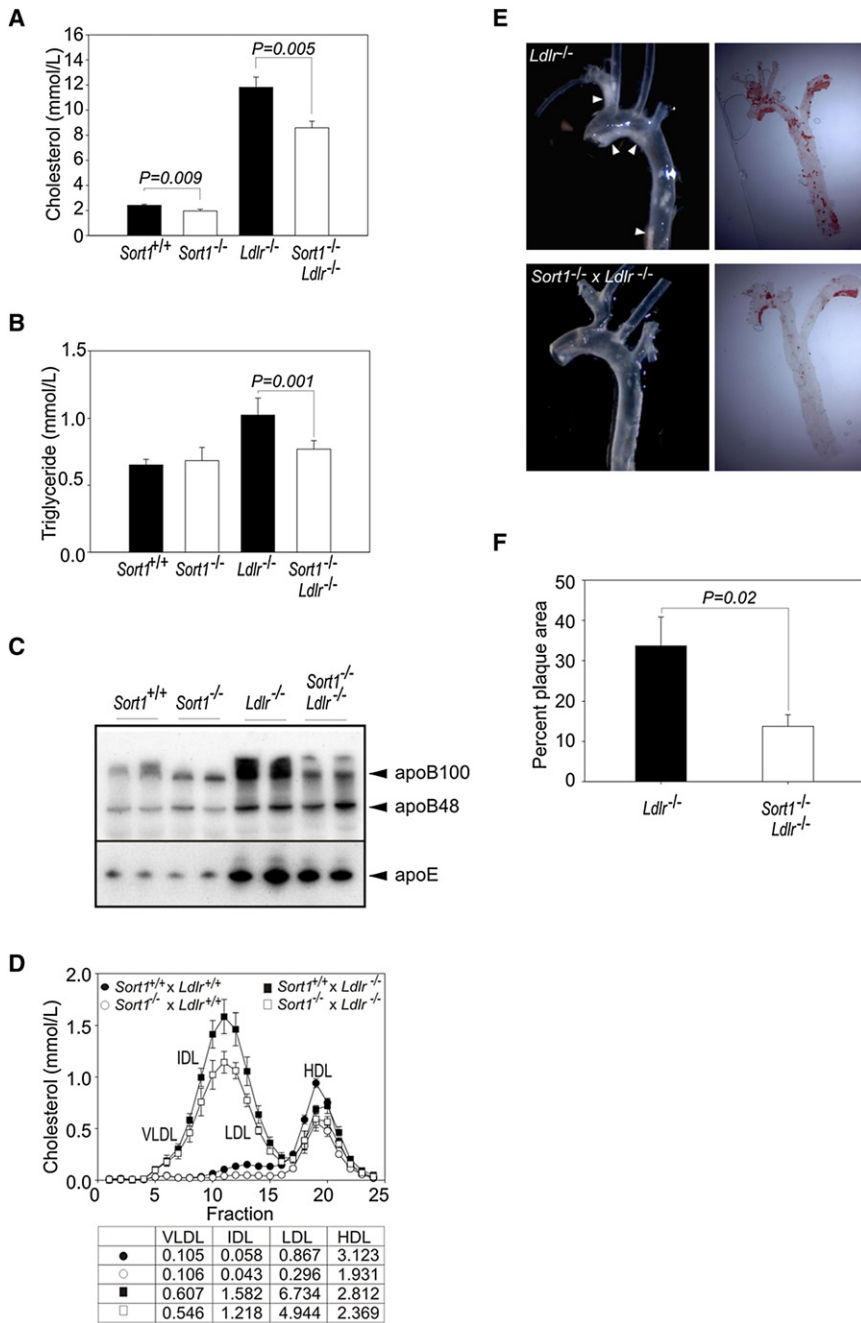 A
Cholesterol (mmol/L)
16
14
12
10
8
6
4
2
0
P=0.009
P=0.005
Sort1+/+
Sort1-/-
Ldlr-/-
Sort1-/-
Ldlr-/-
B
Triglyceride (mmol/L)
1.5
1.0
0.5
0.0
P=0.001
Sort1+/+
Sort1-/-
Ldlr-/-
Sort1-/-
Ldlr-/-
C
Sort1+/+
Sort1-/-
Ldlr-/-
Sort1-/-
Ldlr-/-
apoB100
apoB48
apoE
D
Cholesterol (mmol/L)
2.0
1.5
1.0
0.5
0.0
Sort1+/+ x Ldlr+/+
Sort1+/+ x Ldlr -/-
Sort1-/- x Ldlr+/+
Sort1-/- x Ldlr -/-
IDL
HDL
VLDL
LDL
0 5 10 15 20 25
Fraction
VLDL IDL LDL HDL
0.105 0.058 0.867 3.123
0.106 0.043 0.296 1.931
0.607 1.582 6.734 2.812
0.546 1.218 4.944 2.369
E
Ldlr-/-
Sort1-/- x Ldlr -/-
F
Percent plaque area
50
40
30
20
10
0
P=0.02
Ldlr-/-
Sort1-/-
Ldlr-/-